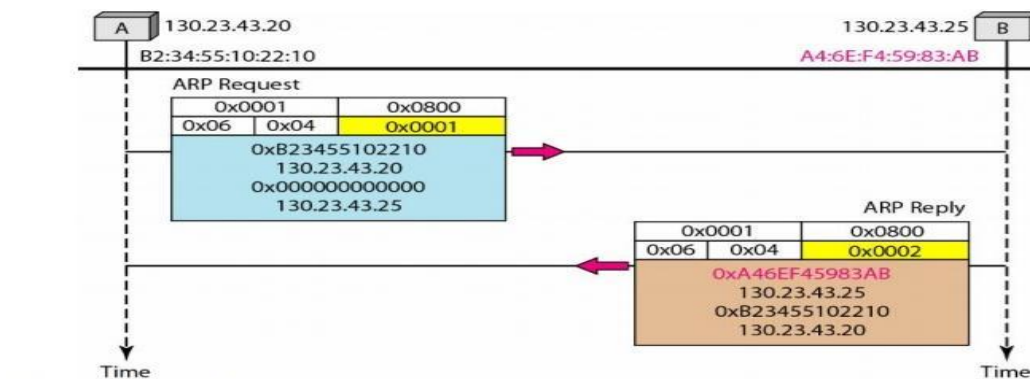 A 130.23.43.20
130.23.43.25 B
B2:34:55:10:22:10
A4:6E:F4:59:83:AB
ARP Request
0x0001 0x0800
0x06 0x04 0x0001
0xB23455102210
130.23.43.20
0x000000000000
130.23.43.25
ARP Reply
0x0001 0x0800
0x06 0x04 0x0002
0xA46EF45983AB
130.23.43.25
0xB23455102210
130.23.43.20
Time
Time